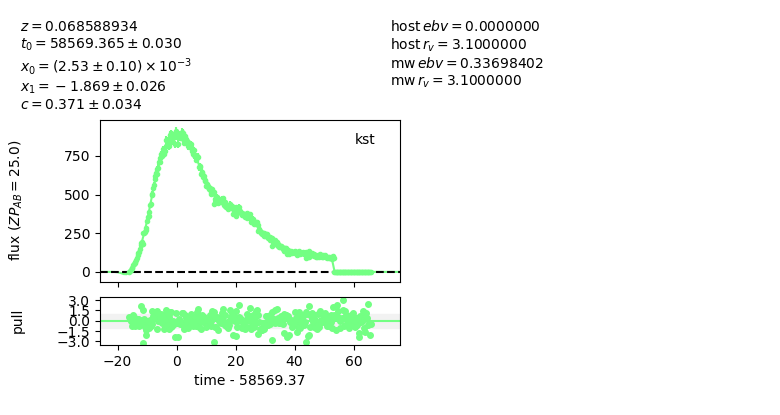 z = 0.068588934
t₀ = 58569.365 ± 0.030
x₀ = (2.53 ± 0.10) × 10⁻³
x₁ = −1.869 ± 0.026
c = 0.371 ± 0.034
host ebv = 0.0000000
host r_v = 3.1000000
mw ebv = 0.33698402
mw r_v = 3.1000000
kst
flux (ZP_AB = 25.0)
750
500
250
0
pull
3.0
1.5
0.0
−1.5
−3.0
−20 0 20 40 60
time - 58569.37